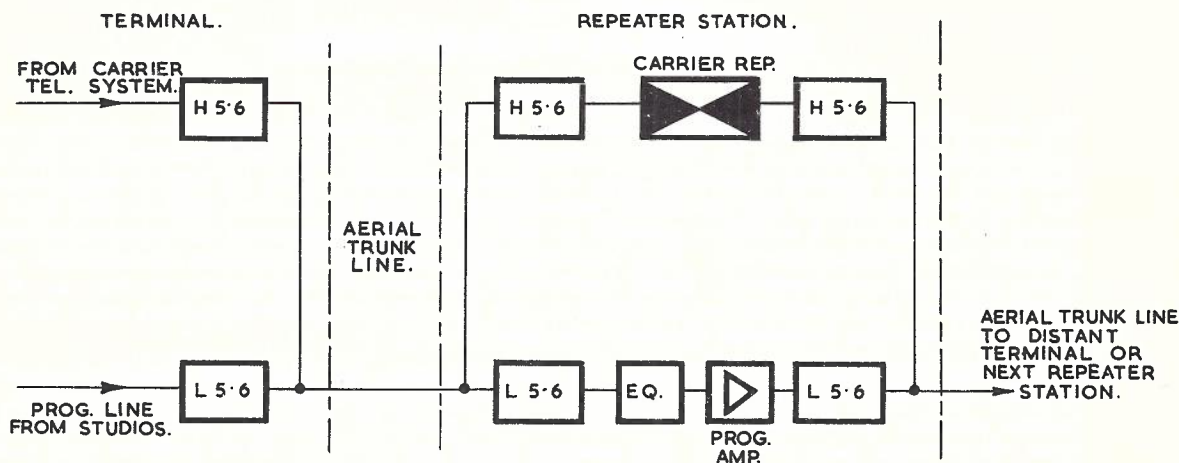 TERMINAL.
REPEATER STATION.
FROM CARRIER
TEL. SYSTEM.
H 5·6
H 5·6
CARRIER REP.
H 5·6
AERIAL
TRUNK
LINE.
PROG. LINE
FROM STUDIOS.
L 5·6
L 5·6
EQ.
PROG.
AMP.
L 5·6
AERIAL TRUNK LINE
TO DISTANT
TERMINAL OR
NEXT REPEATER
STATION.